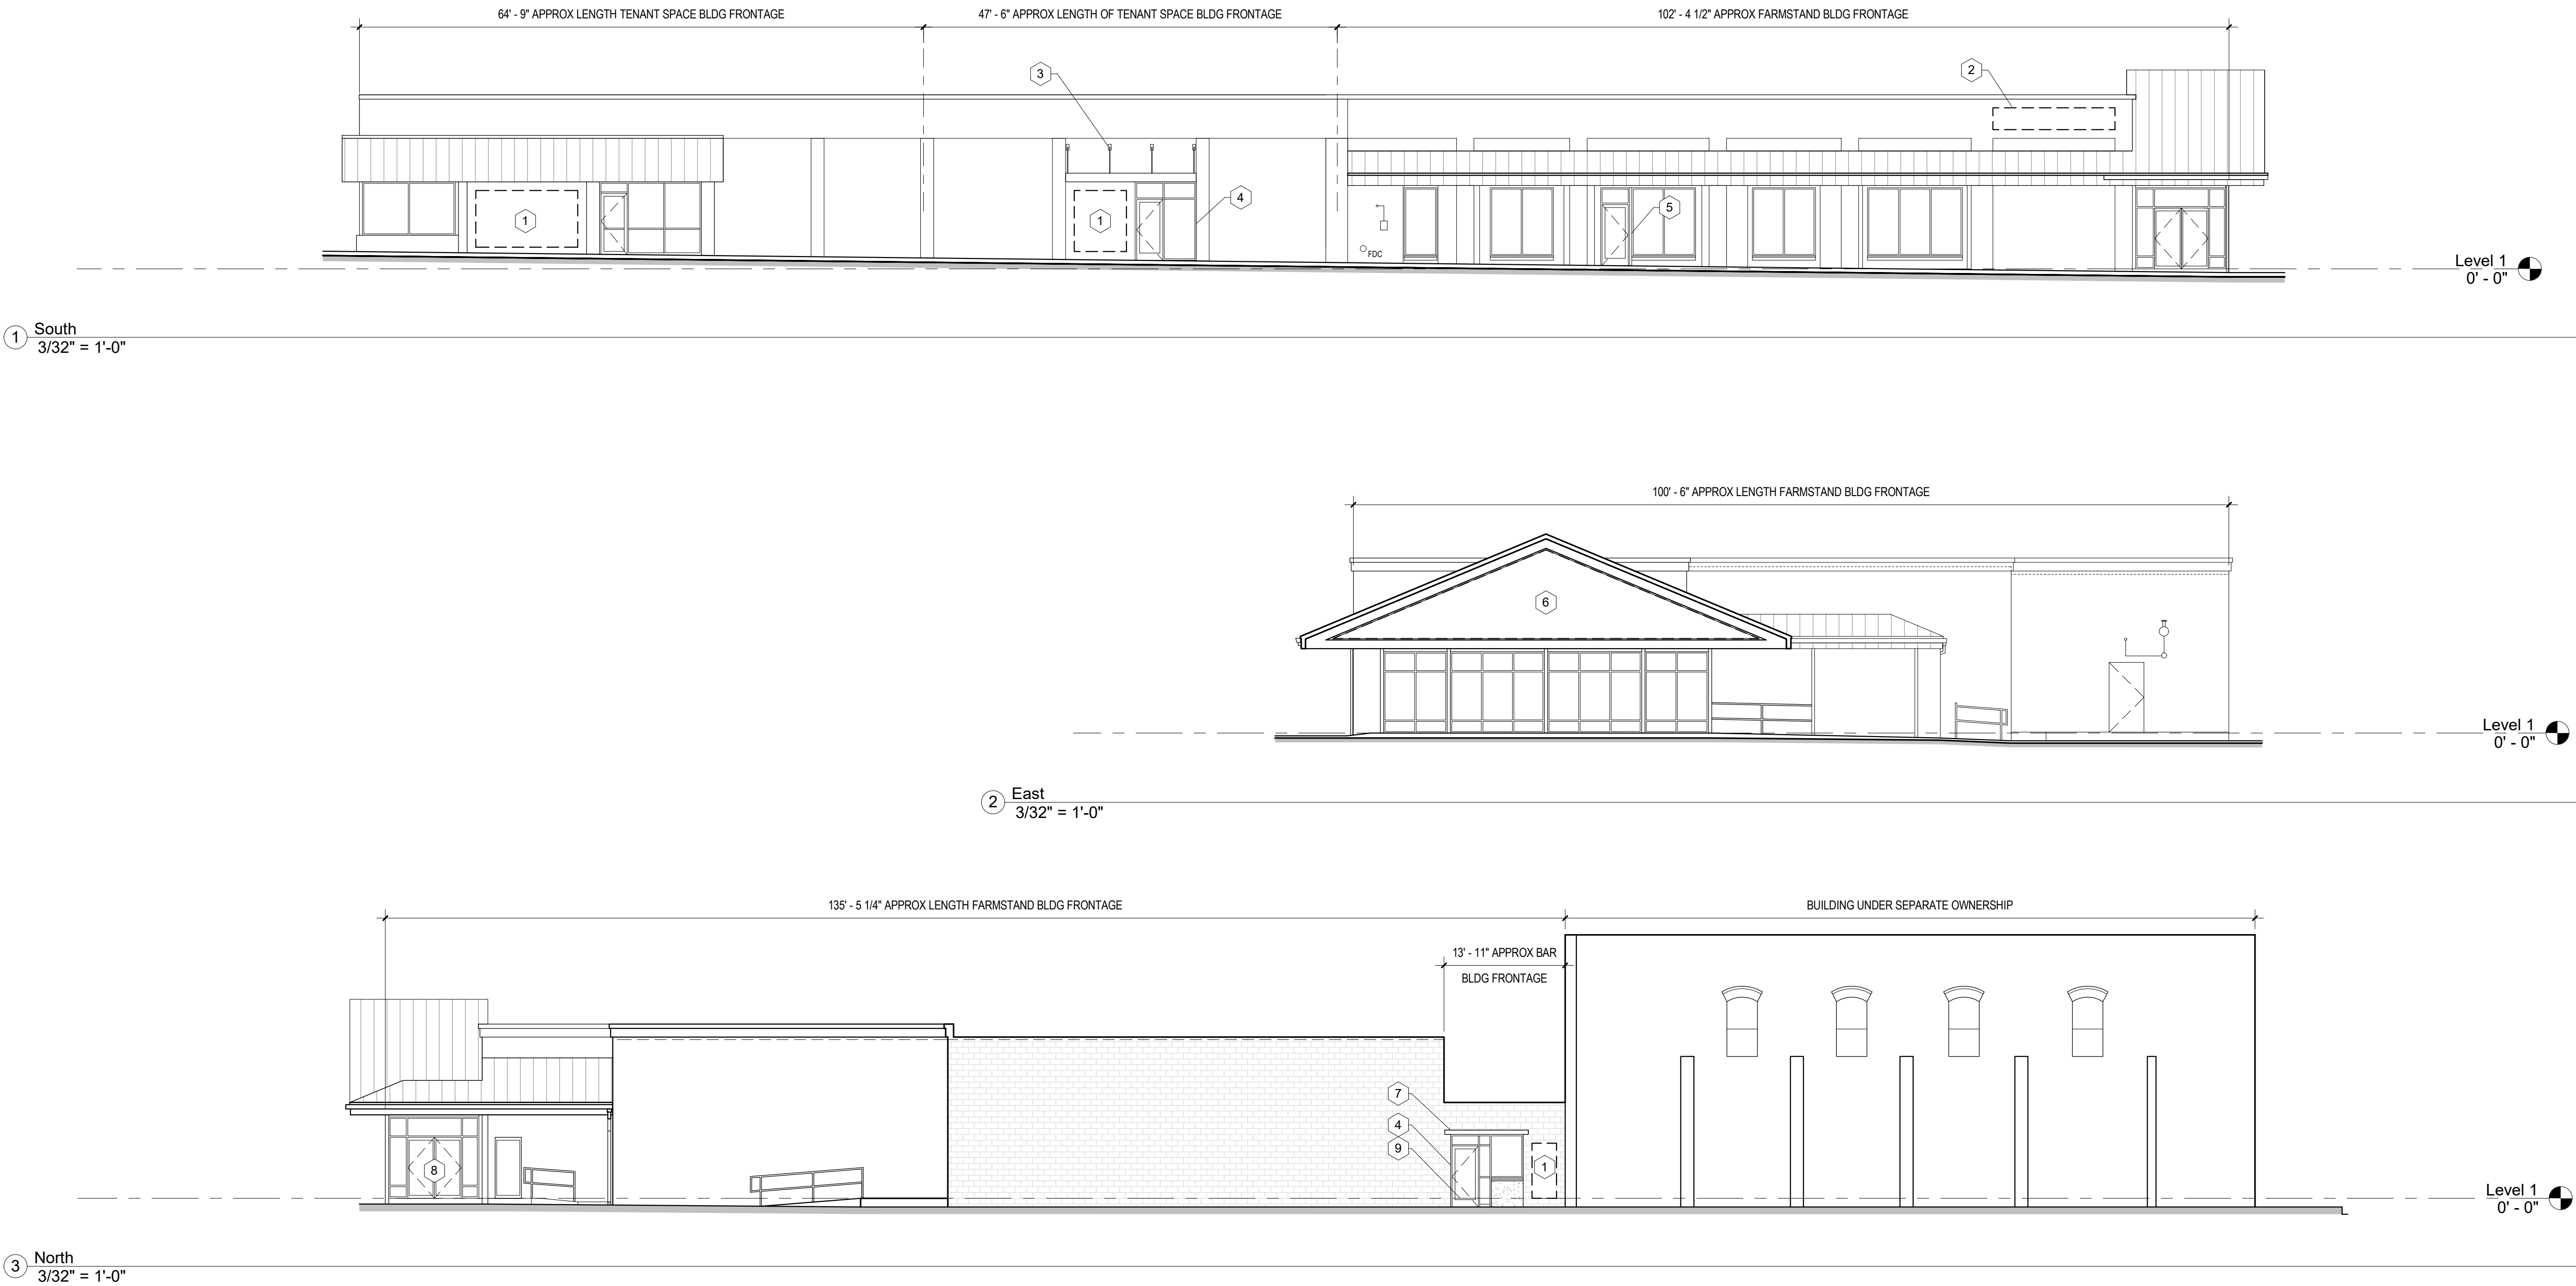 64' - 9" APPROX LENGTH TENANT SPACE BLDG FRONTAGE
47' - 6" APPROX LENGTH OF TENANT SPACE BLDG FRONTAGE
102' - 4 1/2" APPROX FARMSTAND BLDG FRONTAGE
3
2
1
1
4
5
FDC
Level 1
0' - 0"
1
South
3/32" = 1'-0"
100' - 6" APPROX LENGTH FARMSTAND BLDG FRONTAGE
6
Level 1
0' - 0"
2
East
3/32" = 1'-0"
135' - 5 1/4" APPROX LENGTH FARMSTAND BLDG FRONTAGE
BUILDING UNDER SEPARATE OWNERSHIP
13' - 11" APPROX BAR
BLDG FRONTAGE
7
4
9
8
1
Level 1
0' - 0"
3
North
3/32" = 1'-0"